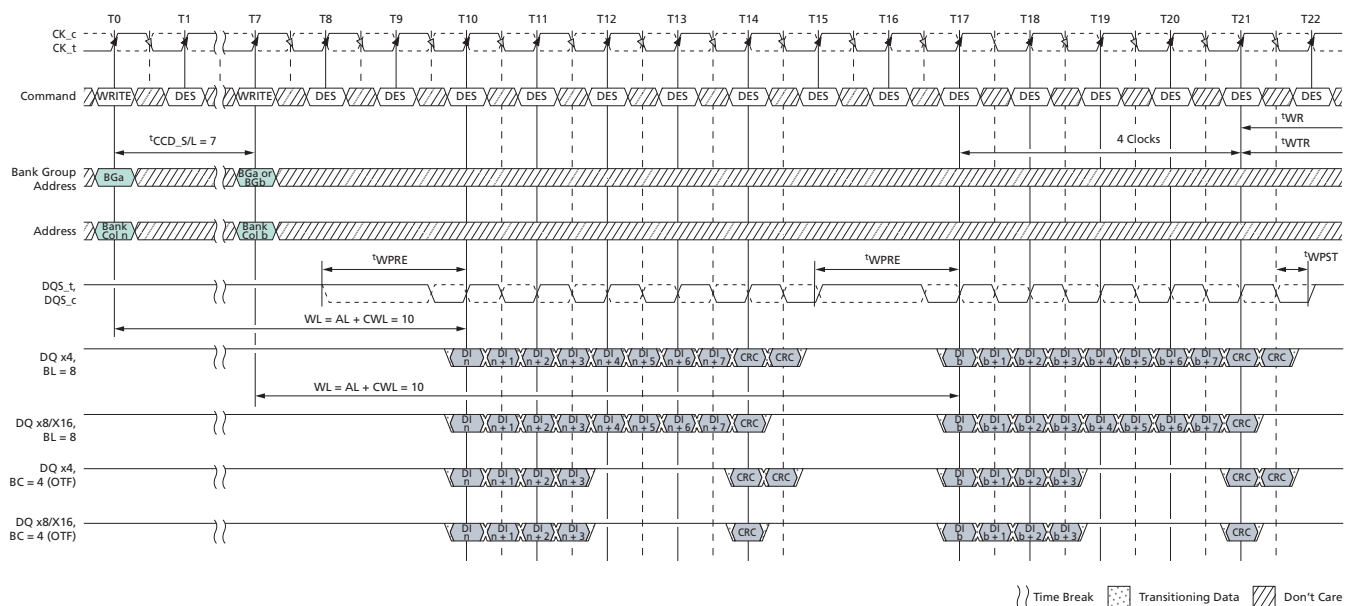 T0 T1 T7 T8 T9 T10 T11 T12 T13 T14 T15 T16 T17 T18 T19 T20 T21 T22
CK_c
CK_t
Command WRITE DES WRITE DES DES DES DES DES DES DES DES DES DES DES DES DES DES DES
tWR
tCCD_S/L = 7
4 Clocks
tWTR
Bank Group
Address
BGa
BGa or
BGb
Address
Bank
Col n
Bank
Col b
tWPRE tWPRE tWPST
DQS_t,
DQS_c
WL = AL + CWL = 10
DQ x4,
BL = 8
DI n DI n + 1 DI n + 2 DI n + 3 DI n + 4 DI n + 5 DI n + 6 DI n + 7 CRC CRC DI b DI b + 1 DI b + 2 DI b + 3 DI b + 4 DI b + 5 DI b + 6 DI b + 7 CRC CRC
WL = AL + CWL = 10
DQ x8/X16,
BL = 8
DI n DI n + 1 DI n + 2 DI n + 3 DI n + 4 DI n + 5 DI n + 6 DI n + 7 CRC DI b DI b + 1 DI b + 2 DI b + 3 DI b + 4 DI b + 5 DI b + 6 DI b + 7 CRC
DQ x4,
BC = 4 (OTF)
DI n DI n + 1 DI n + 2 DI n + 3 CRC CRC DI b DI b + 1 DI b + 2 DI b + 3 CRC CRC
DQ x8/X16,
BC = 4 (OTF)
DI n DI n + 1 DI n + 2 DI n + 3 CRC DI b DI b + 1 DI b + 2 DI b + 3 CRC
Time Break Transitioning Data Don't Care